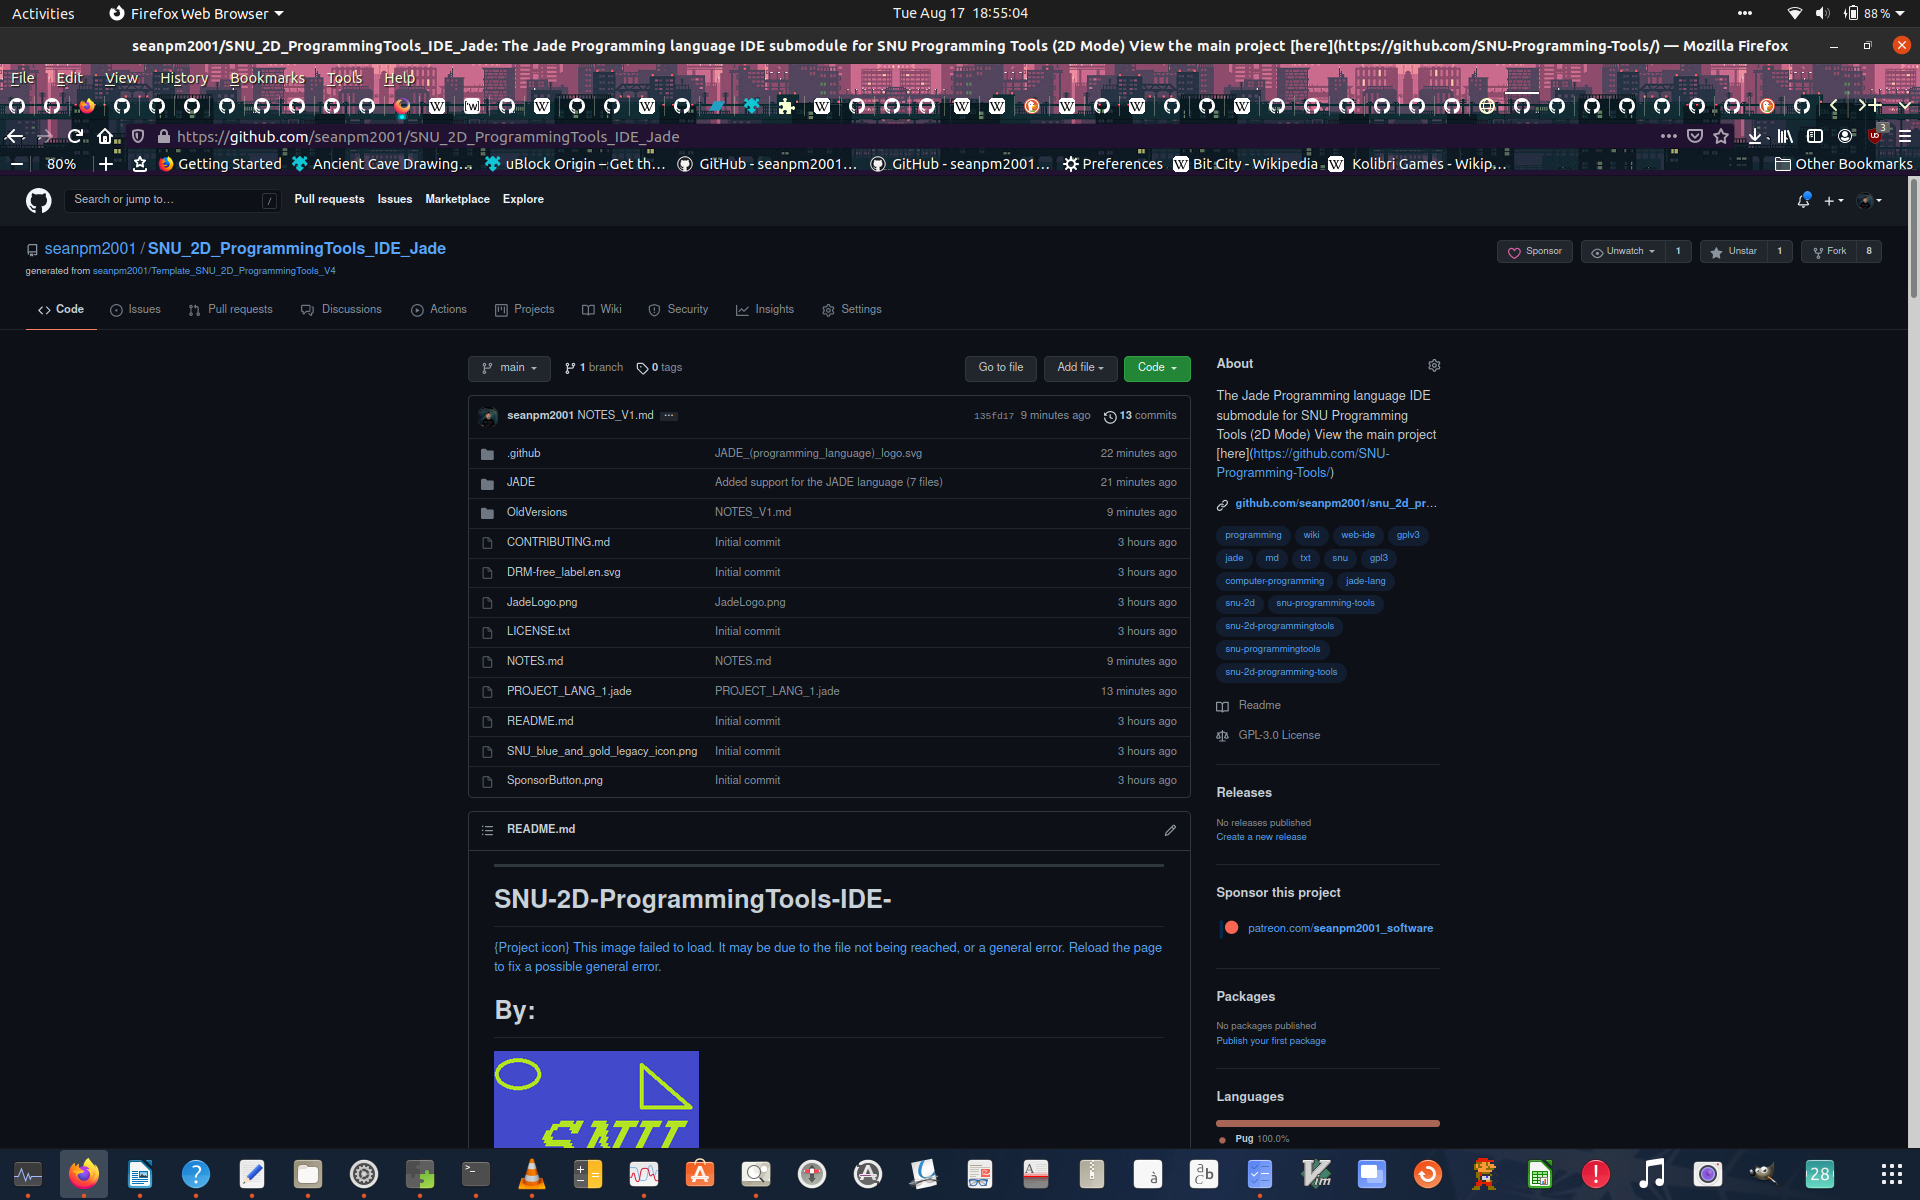 Activities
Firefox Web Browser
Tue Aug 17 18:55:04
88 %
seanpm2001/SNU_2D_ProgrammingTools_IDE_Jade: The Jade Programming language IDE submodule for SNU Programming Tools (2D Mode) View the main project [here](https://github.com/SNU-Programming-Tools/) — Mozilla Firefox
File Edit View History Bookmarks Tools Help
https://github.com/seanpm2001/SNU_2D_ProgrammingTools_IDE_Jade
3
80%
Getting Started
Ancient Cave Drawing…
uBlock Origin – Get th…
GitHub - seanpm2001…
GitHub - seanpm2001…
Preferences
Bit City - Wikipedia
Kolibri Games - Wikip…
Other Bookmarks
Search or jump to…
/
Pull requests Issues Marketplace Explore
seanpm2001 / SNU_2D_ProgrammingTools_IDE_Jade
Sponsor
Unwatch 1
Unstar 1
Fork 8
generated from seanpm2001/Template_SNU_2D_ProgrammingTools_V4
Code Issues Pull requests Discussions Actions Projects Wiki Security Insights Settings
main
1 branch
0 tags
Go to file
Add file
Code
seanpm2001 NOTES_V1.md
135fd17 9 minutes ago
13 commits
.github JADE_(programming_language)_logo.svg 22 minutes ago
JADE Added support for the JADE language (7 files) 21 minutes ago
OldVersions NOTES_V1.md 9 minutes ago
CONTRIBUTING.md Initial commit 3 hours ago
DRM-free_label.en.svg Initial commit 3 hours ago
JadeLogo.png JadeLogo.png 3 hours ago
LICENSE.txt Initial commit 3 hours ago
NOTES.md NOTES.md 9 minutes ago
PROJECT_LANG_1.jade PROJECT_LANG_1.jade 13 minutes ago
README.md Initial commit 3 hours ago
SNU_blue_and_gold_legacy_icon.png Initial commit 3 hours ago
SponsorButton.png Initial commit 3 hours ago
README.md
SNU-2D-ProgrammingTools-IDE-
{Project icon} This image failed to load. It may be due to the file not being reached, or a general error. Reload the page
to fix a possible general error.
By:
SNU
About
The Jade Programming language IDE
submodule for SNU Programming
Tools (2D Mode) View the main project
[here](https://github.com/SNU-
Programming-Tools/)
github.com/seanpm2001/snu_2d_pr…
programming wiki web-ide gplv3
jade md txt snu gpl3
computer-programming jade-lang
snu-2d snu-programming-tools
snu-2d-programmingtools
snu-programmingtools
snu-2d-programming-tools
Readme
GPL-3.0 License
Releases
No releases published
Create a new release
Sponsor this project
patreon.com/seanpm2001_software
Packages
No packages published
Publish your first package
Languages
Pug 100.0%
28